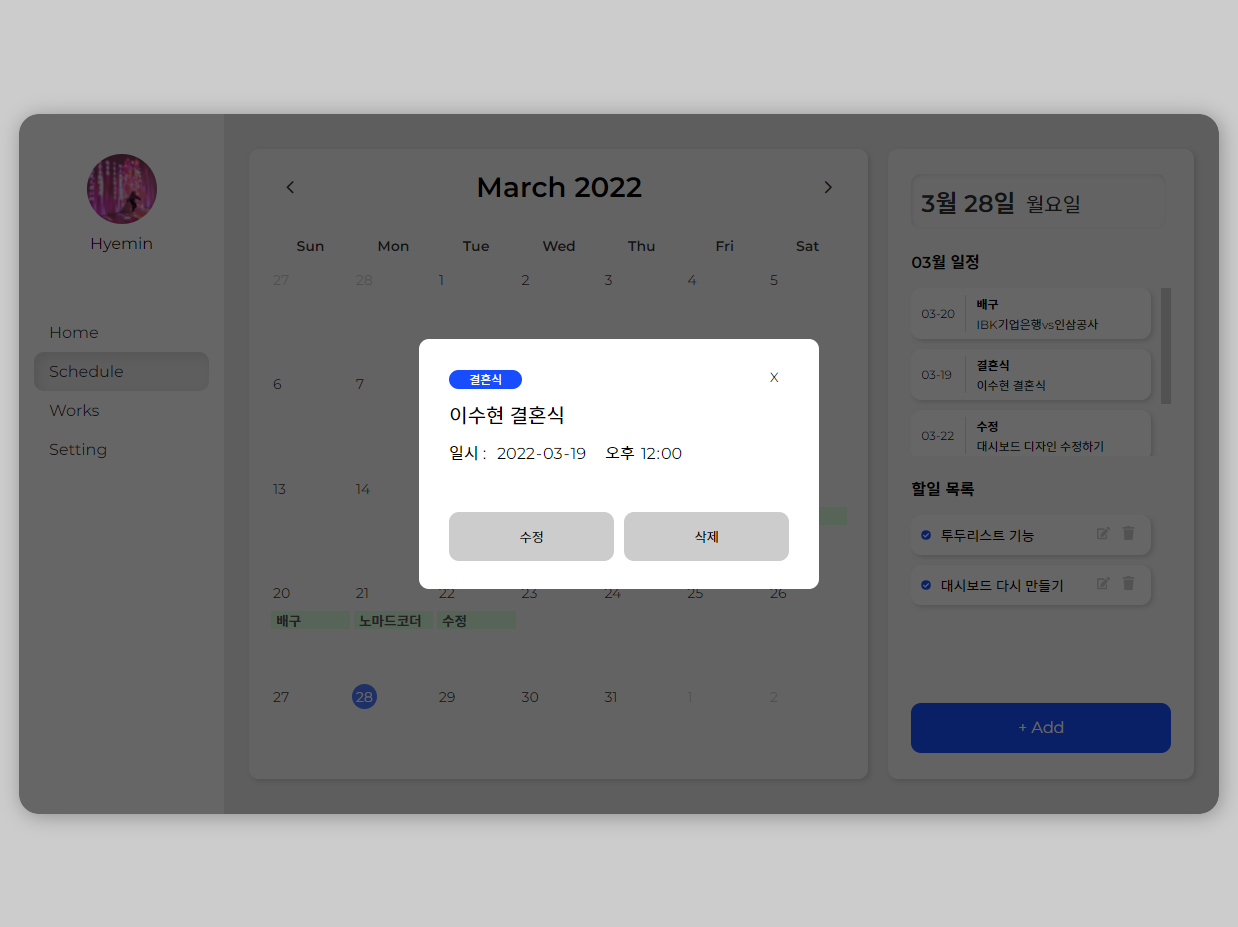 Hyemin
Home
Schedule
Works
Setting
March 2022
Sun Mon Tue Wed Thu Fri Sat
27 28 1 2 3 4 5
6 7
13 14
20 21 22 23 24 25 26
배구 노마드코더 수정
27 28 29 30 31 1 2
결혼식 X
이수현 결혼식
일시 : 2022-03-19 오후 12:00
수정 삭제
3월 28일 월요일
03월 일정
03-20 배구
IBK기업은행vs인삼공사
03-19 결혼식
이수현 결혼식
03-22 수정
대시보드 디자인 수정하기
할일 목록
투두리스트 기능
대시보드 다시 만들기
+ Add